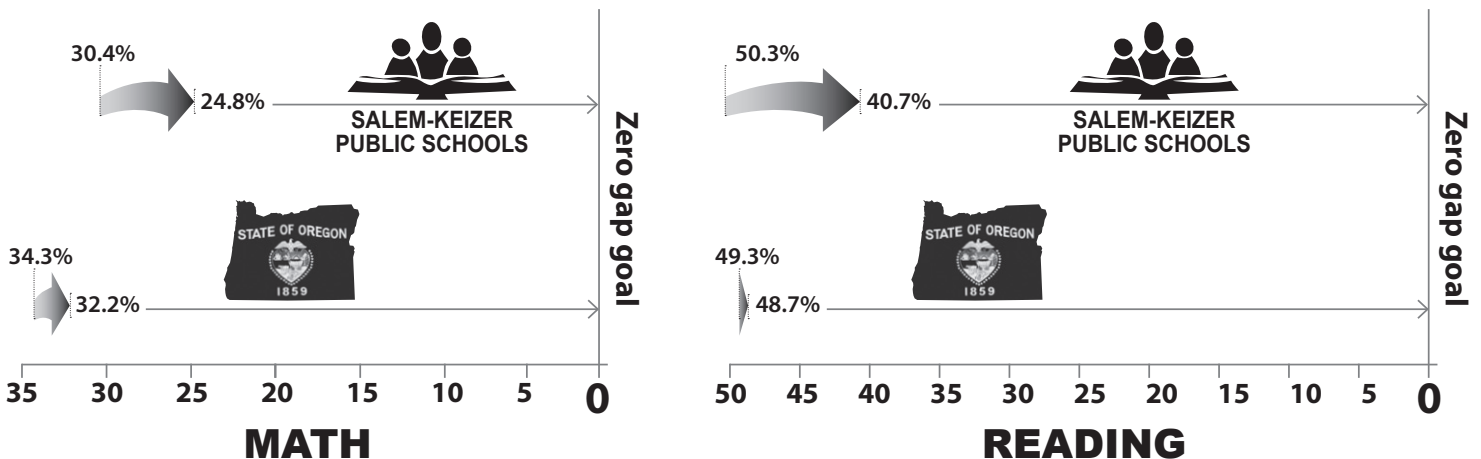 30.4%
24.8%
SALEM-KEIZER
PUBLIC SCHOOLS
34.3%
32.2%
STATE OF OREGON
1859
Zero gap goal
35 30 25 20 15 10 5 0
MATH
50.3%
40.7%
SALEM-KEIZER
PUBLIC SCHOOLS
49.3%
48.7%
STATE OF OREGON
1859
Zero gap goal
50 45 40 35 30 25 20 15 10 5 0
READING